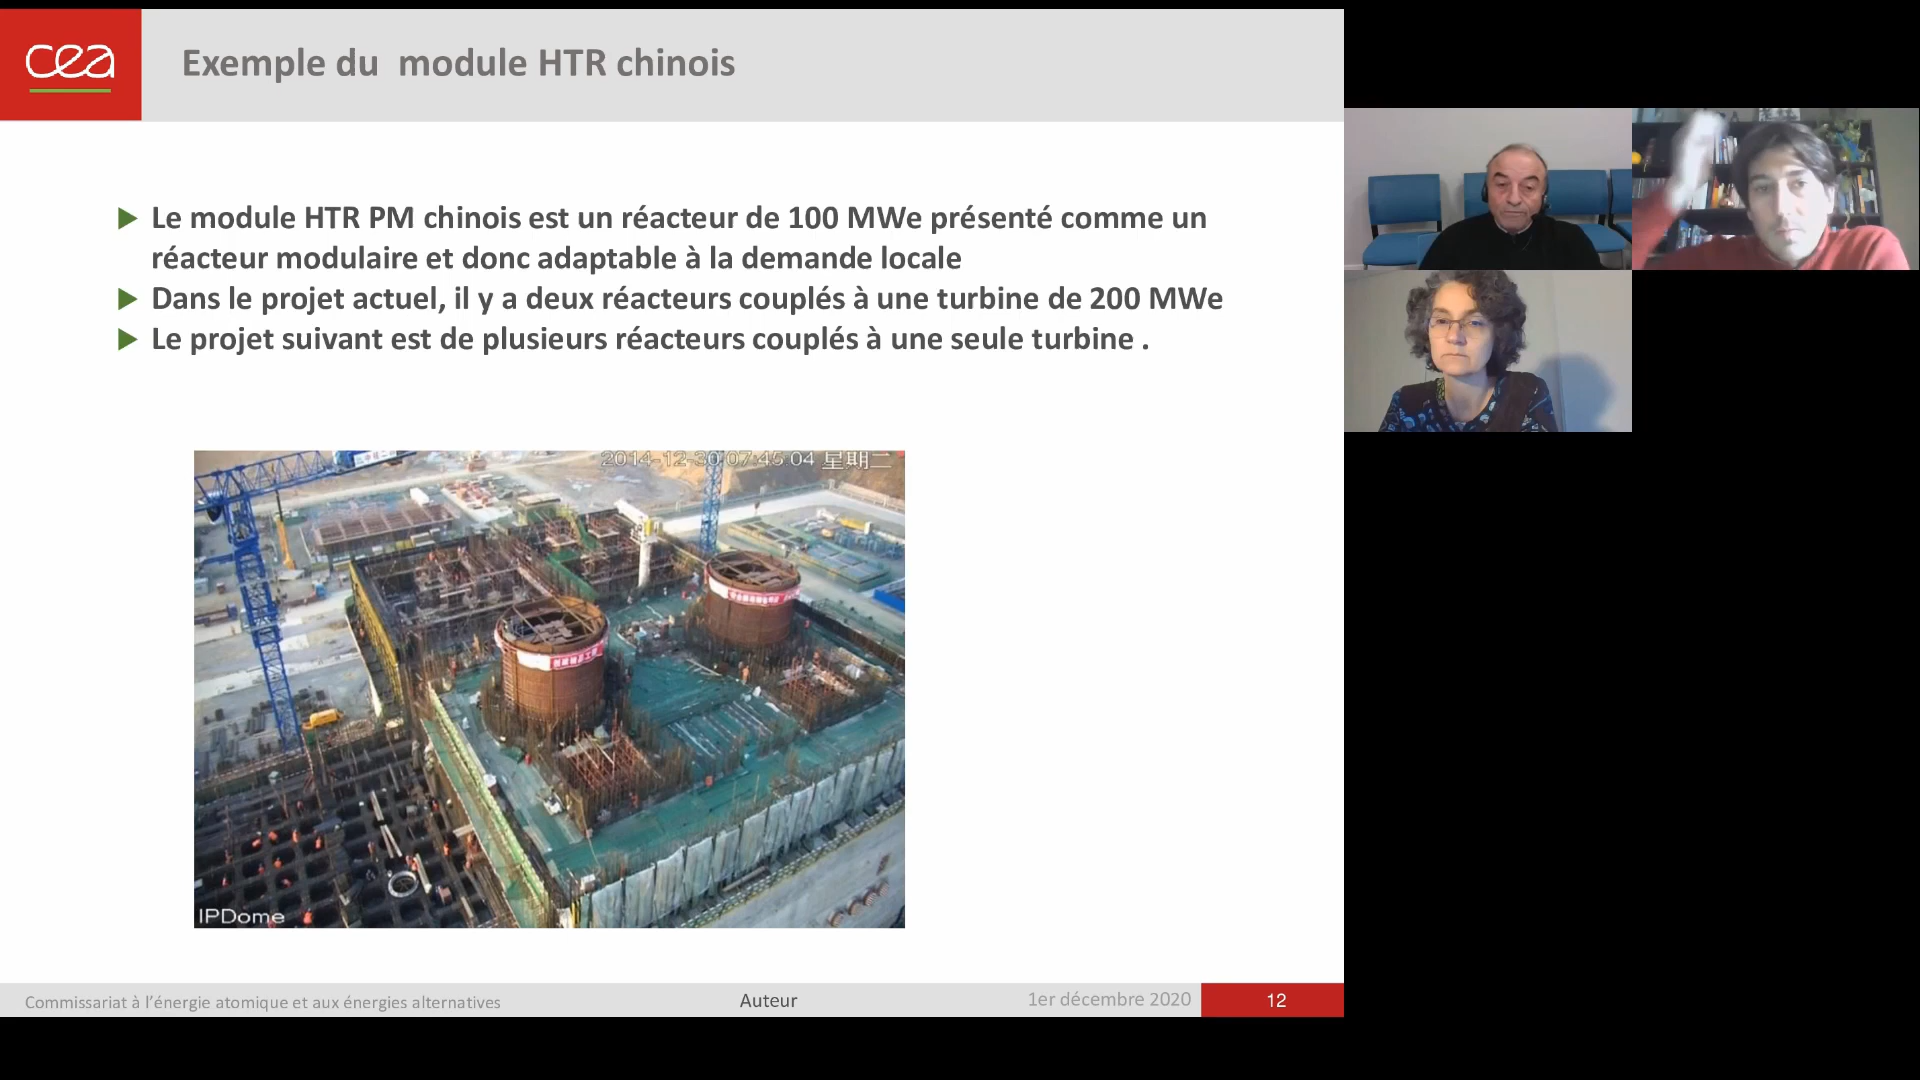 cea
Exemple du module HTR chinois
Le module HTR PM chinois est un réacteur de 100 MWe présenté comme un
réacteur modulaire et donc adaptable à la demande locale
Dans le projet actuel, il y a deux réacteurs couplés à une turbine de 200 MWe
Le projet suivant est de plusieurs réacteurs couplés à une seule turbine .
2014-12-30 07:45:04 星期二
IPDome
Commissariat à l'énergie atomique et aux énergies alternatives
Auteur
1er décembre 2020
12